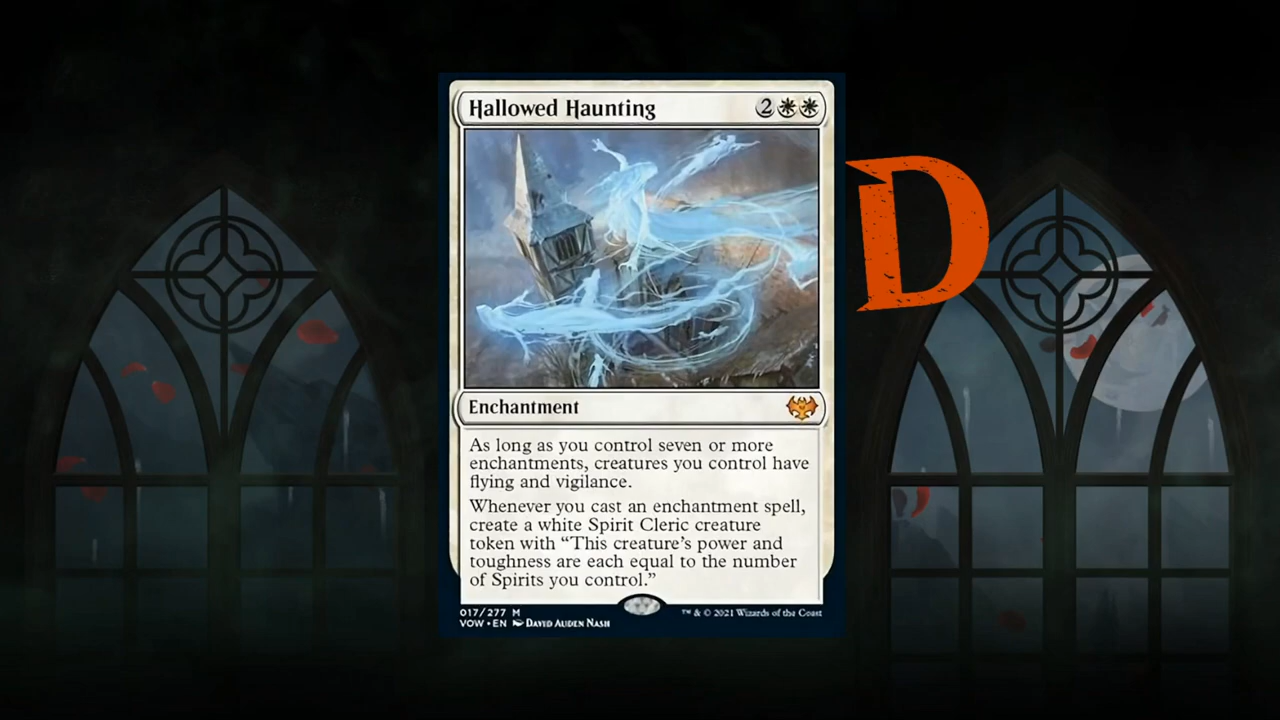 Hallowed Haunting 2
D
Enchantment
As long as you control seven or more
enchantments, creatures you control have
flying and vigilance.
Whenever you cast an enchantment spell,
create a white Spirit Cleric creature
token with “This creature’s power and
toughness are each equal to the number
of Spirits you control.”
017/277 M
VOW • EN DAVID AUDEN NASH
™ & © 2021 Wizards of the Coast